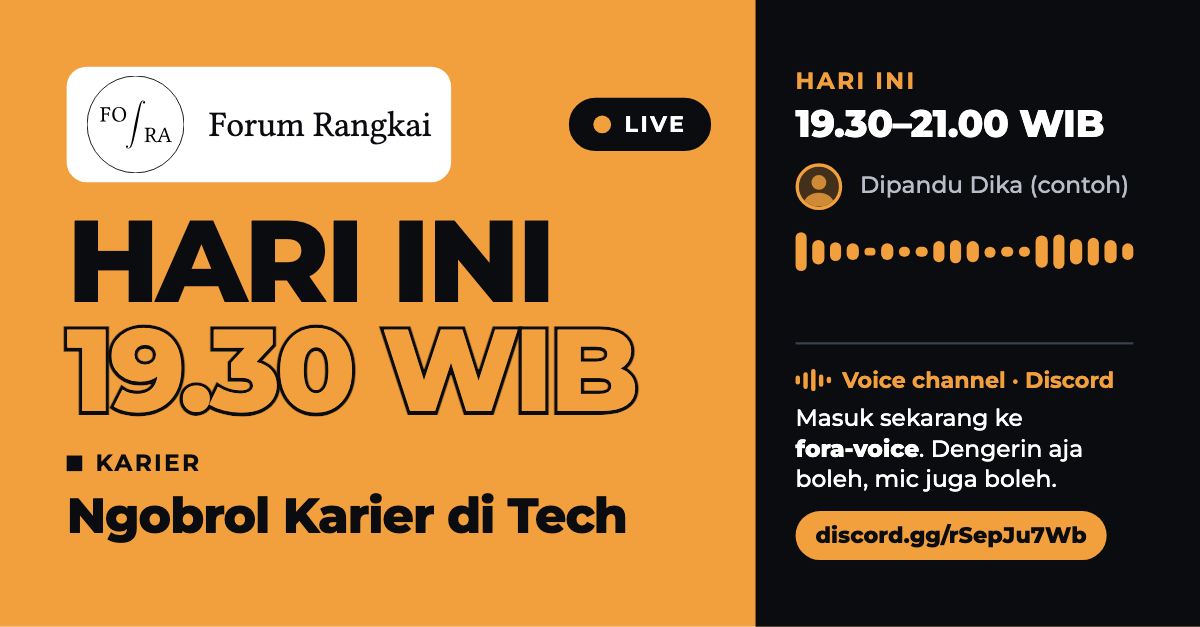 FO
RA
Forum Rangkai
LIVE
HARI INI
19.30 WIB
KARIER
Ngobrol Karier di Tech
HARI INI
19.30–21.00 WIB
Dipandu Dika (contoh)
Voice channel · Discord
Masuk sekarang ke
fora-voice. Dengerin aja
boleh, mic juga boleh.
discord.gg/rSepJu7Wb